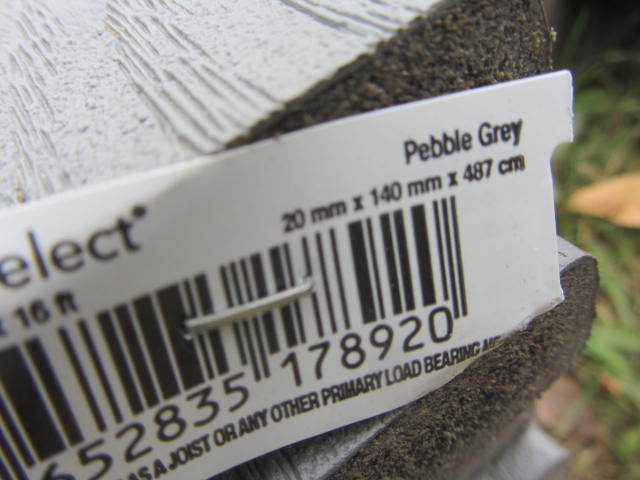 Pebble Grey
20 mm x 140 mm x 487 cm
elect®
x 16 ft
652835 178920
AS A JOIST OR ANY OTHER PRIMARY LOAD BEARING